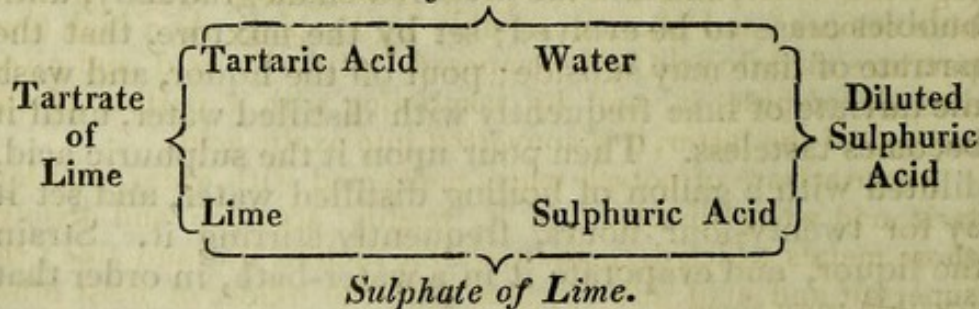 Tartaric Acid Water
Tartrate of Lime
Diluted Sulphuric Acid
Lime Sulphuric Acid
Sulphate of Lime.